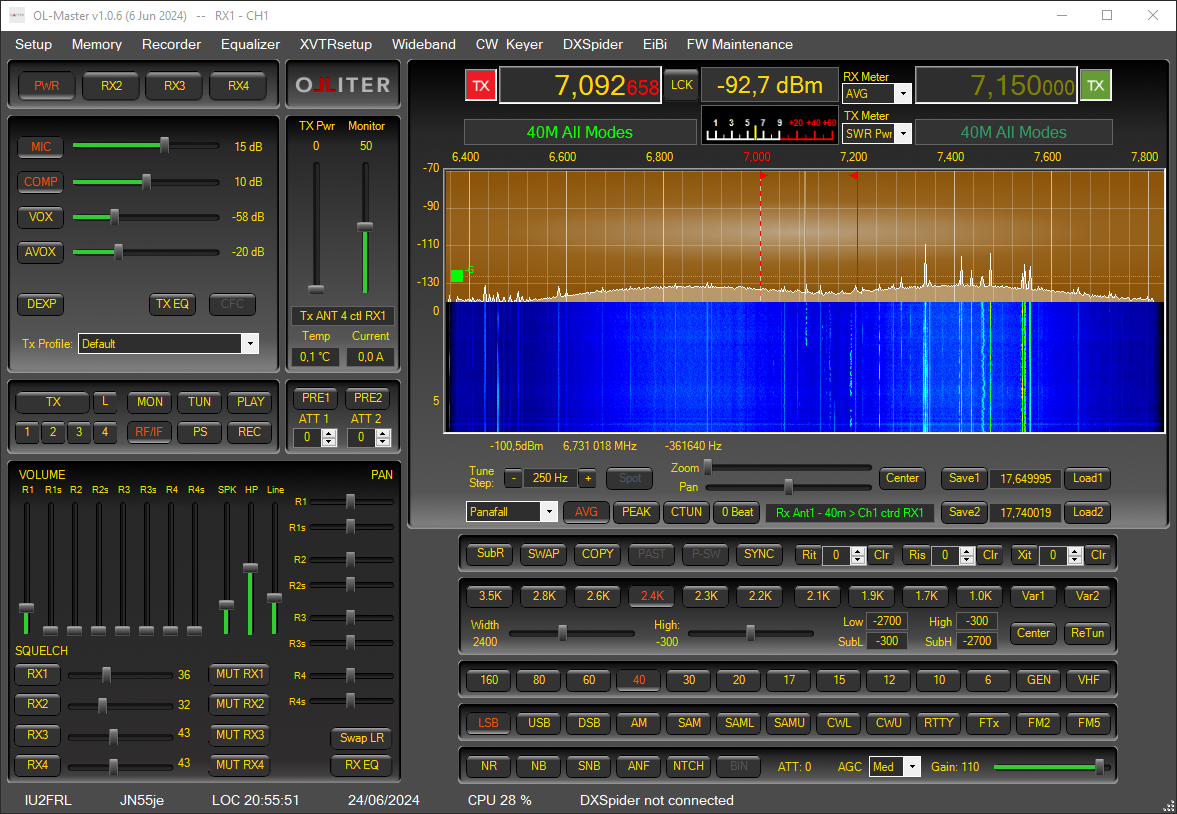 OL-Master v1.0.6 (6 Jun 2024) -- RX1 - CH1
Setup Memory Recorder Equalizer XVTRsetup Wideband CW Keyer DXSpider EiBi FW Maintenance
PWR RX2 RX3 RX4
OLLITER
TX 7,092658 LCK -92,7 dBm RX Meter AVG 7,150000 TX
TX Meter SWR Pwr
40M All Modes
1 3 5 7 9 +20 +40 +60
40M All Modes
MIC 15 dB
COMP 10 dB
VOX -58 dB
AVOX -20 dB
DEXP TX EQ CFC
Tx Profile: Default
TX Pwr Monitor
0 50
Tx ANT 4 ctl RX1
Temp Current
0,1 °C 0,0 A
6,400 6,600 6,800 7,000 7,200 7,400 7,600 7,800
-70
-90
-110
-130
-G
0
5
-100,5dBm 6,731 018 MHz -361640 Hz
TX L MON TUN PLAY
1 2 3 4 RF/IF PS REC
PRE1 PRE2
ATT 1 ATT 2
0 0
Tune Step: - 250 Hz + Spot
Zoom
Pan
Center Save1 17,649995 Load1
Panafall AVG PEAK CTUN 0 Beat Rx Ant1 - 40m > Ch1 ctrd RX1 Save2 17,740019 Load2
VOLUME PAN
R1 R1s R2 R2s R3 R3s R4 R4s SPK HP Line
R1
R1s
R2
R2s
R3
R3s
R4
R4s
SQUELCH
RX1 36 MUT RX1
RX2 32 MUT RX2
RX3 43 MUT RX3
RX4 43 MUT RX4
Swap LR
RX EQ
SubR SWAP COPY PAST P-SW SYNC Rit 0 Clr Ris 0 Clr Xit 0 Clr
3.5K 2.8K 2.6K 2.4K 2.3K 2.2K 2.1K 1.9K 1.7K 1.0K Var1 Var2
Width
2400
High:
-300
Low -2700 High -300
SubL -300 SubH -2700
Center ReTun
160 80 60 40 30 20 17 15 12 10 6 GEN VHF
LSB USB DSB AM SAM SAML SAMU CWL CWU RTTY FTx FM2 FM5
NR NB SNB ANF NTCH BIN ATT: 0 AGC Med Gain: 110
IU2FRL JN55je LOC 20:55:51 24/06/2024 CPU 28 % DXSpider not connected